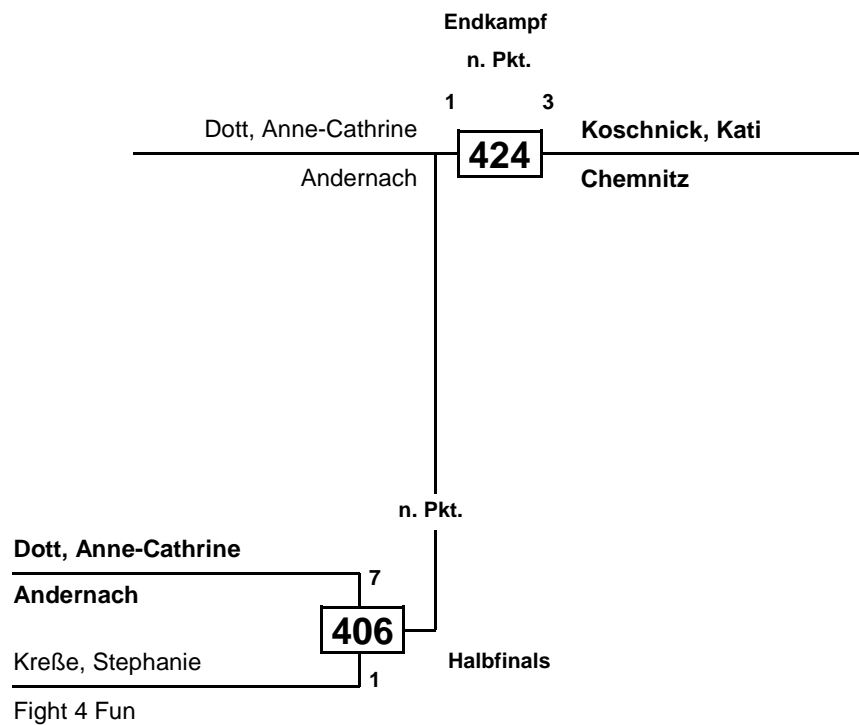 Endkampf
n. Pkt.
1 3
Dott, Anne-Cathrine 424 Koschnick, Kati
Andernach Chemnitz
n. Pkt.
Dott, Anne-Cathrine
7
Andernach
406
Kreße, Stephanie Halbfinals
1
Fight 4 Fun